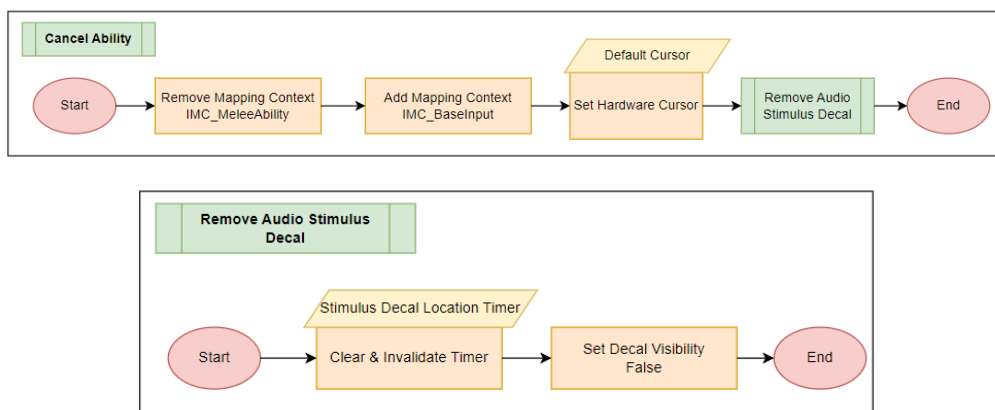 Cancel Ability
Default Cursor
Start
Remove Mapping Context
IMC_MeleeAbility
Add Mapping Context
IMC_BaseInput
Set Hardware Cursor
Remove Audio
Stimulus Decal
End
Remove Audio Stimulus
Decal
Stimulus Decal Location Timer
Start
Clear & Invalidate Timer
Set Decal Visibility
False
End